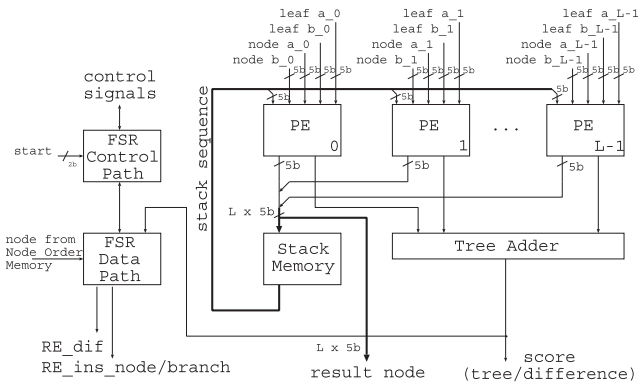 leaf a_0
leaf b_0
node a_0
node b_0
5b 5b 5b 5b
5b
leaf a_1
leaf b_1
node a_1
node b_1
5b 5b 5b 5b
5b
leaf a_L-1
leaf b_L-1
node a_L-1
node b_L-1
5b 5b 5b 5b
5b
control
signals
stack sequence
start
2b
FSR
Control
Path
PE
0
PE
1
...
PE
L-1
5b
5b
5b
L x 5b
node from
Node Order
Memory
FSR
Data
Path
Stack
Memory
Tree Adder
RE_dif
RE_ins_node/branch
L x 5b
result node
score
(tree/difference)